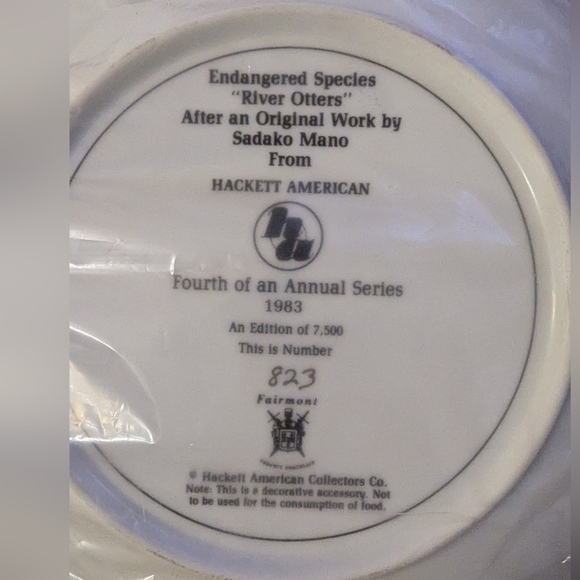 Endangered Species
"River Otters"
After an Original Work by
Sadako Mano
From
HACKETT AMERICAN
Fourth of an Annual Series
1983
An Edition of 7,500
This is Number
823
Fairmont
© Hackett American Collectors Co.
Note: This is a decorative accessory. Not
to be used for the consumption of food.